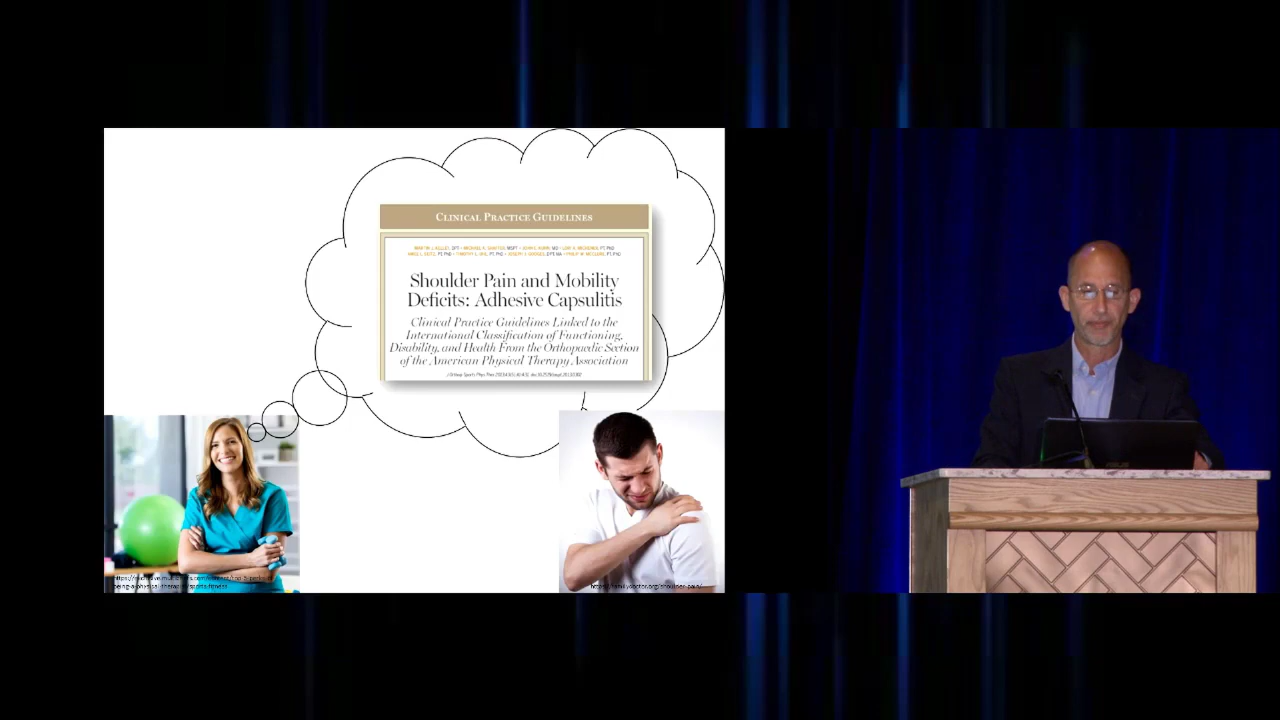 CLINICAL PRACTICE GUIDELINES
Shoulder Pain and Mobility
Deficits: Adhesive Capsulitis
Clinical Practice Guidelines Linked to the
International Classification of Functioning,
Disability, and Health From the Orthopaedic Section
of the American Physical Therapy Association